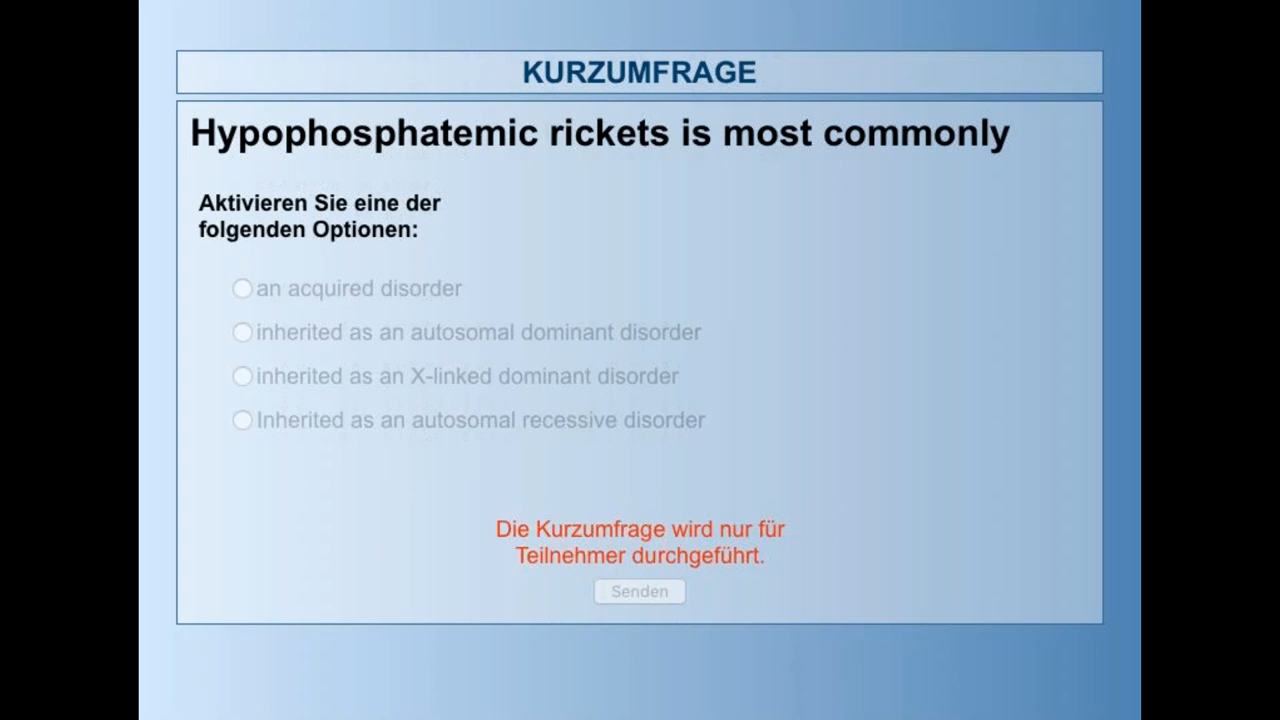 KURZUMFRAGE
Hypophosphatemic rickets is most commonly
Aktivieren Sie eine der
folgenden Optionen:
an acquired disorder
inherited as an autosomal dominant disorder
inherited as an X-linked dominant disorder
Inherited as an autosomal recessive disorder
Die Kurzumfrage wird nur für
Teilnehmer durchgeführt.
Senden